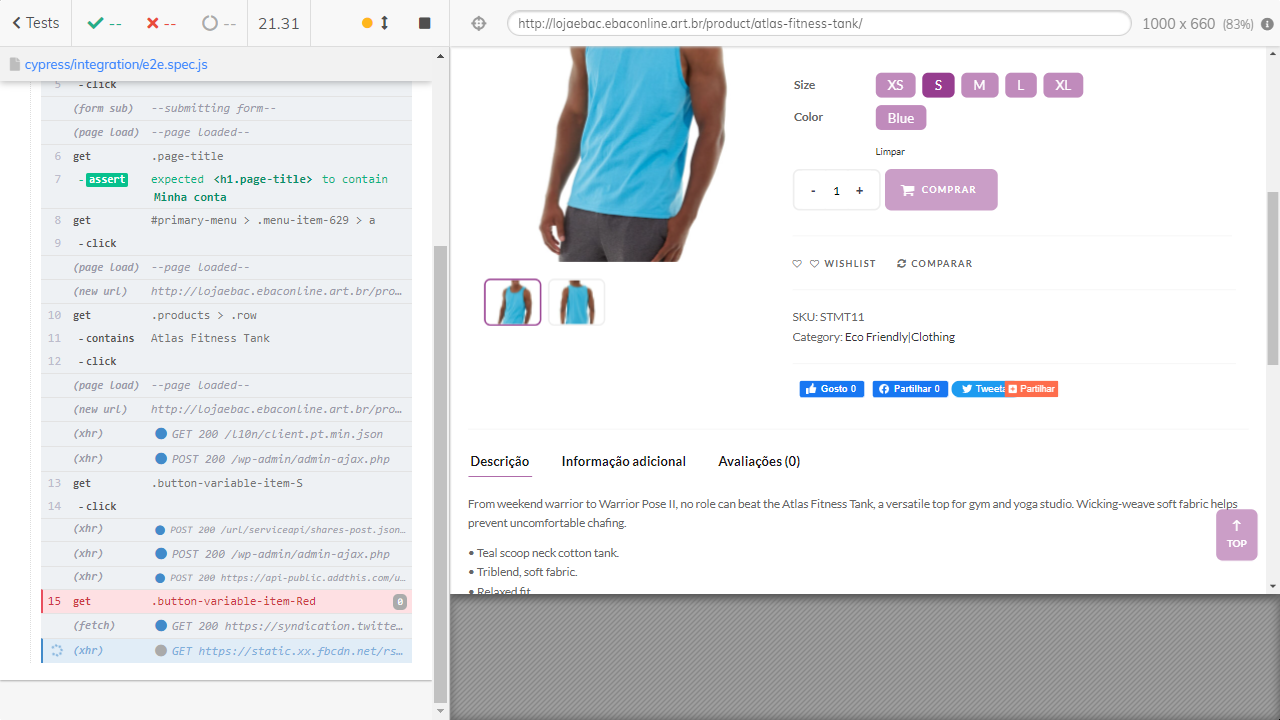 Tests
--
--
--
21.31
http://lojaebac.ebaconline.art.br/product/atlas-fitness-tank/
1000 x 660 (83%)
cypress/integration/e2e.spec.js
5 -click
(form sub) --submitting form--
(page load) --page loaded--
6 get .page-title
7 -assert expected <h1.page-title> to contain
Minha conta
8 get #primary-menu > .menu-item-629 > a
9 -click
(page load) --page loaded--
(new url) http://lojaebac.ebaconline.art.br/pro…
10 get .products > .row
11 -contains Atlas Fitness Tank
12 -click
(page load) --page loaded--
(new url) http://lojaebac.ebaconline.art.br/pro…
(xhr) GET 200 /l10n/client.pt.min.json
(xhr) POST 200 /wp-admin/admin-ajax.php
13 get .button-variable-item-S
14 -click
(xhr) POST 200 /url/serviceapi/shares-post.json…
(xhr) POST 200 /wp-admin/admin-ajax.php
(xhr) POST 200 https://api-public.addthis.com/u…
15 get .button-variable-item-Red 0
(fetch) GET 200 https://syndication.twitte…
(xhr) GET https://static.xx.fbcdn.net/rs…
Size XS S M L XL
Color Blue
Limpar
- 1 + COMPRAR
WISHLIST COMPARAR
SKU: STMT11
Category: Eco Friendly|Clothing
Gosto 0 Partilhar 0 Tweeta Partilhar
Descrição Informação adicional Avaliações (0)
From weekend warrior to Warrior Pose II, no role can beat the Atlas Fitness Tank, a versatile top for gym and yoga studio. Wicking-weave soft fabric helps
prevent uncomfortable chafing.
• Teal scoop neck cotton tank.
• Triblend, soft fabric.
• Relaxed fit
TOP